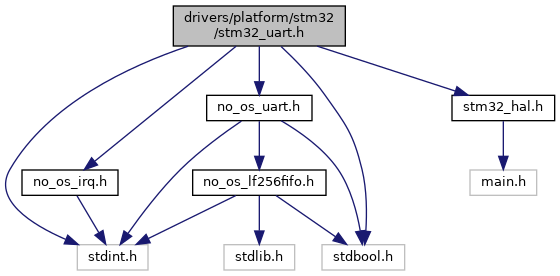 drivers/platform/stm32
/stm32_uart.h
no_os_uart.h
stm32_hal.h
no_os_irq.h
no_os_lf256fifo.h
main.h
stdint.h
stdlib.h
stdbool.h